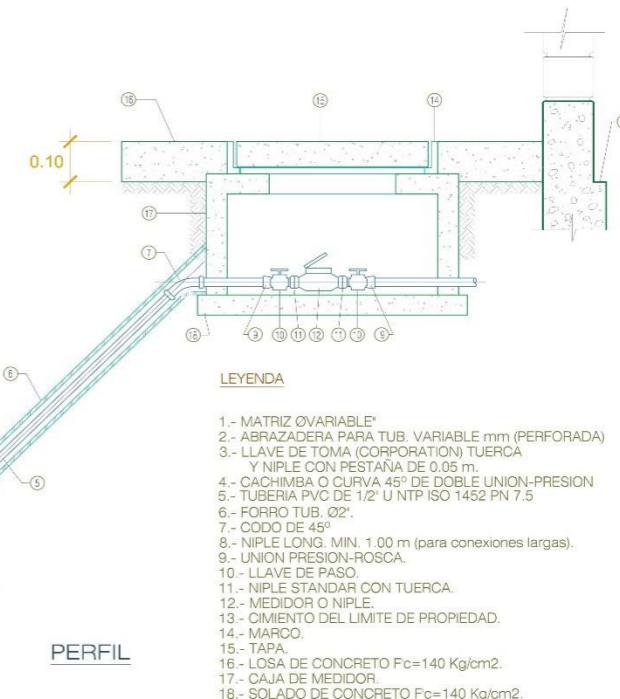 16
15
14
0.10
17
7
18
9
10
11
12
11
10
9
6
5
LEYENDA
1.- MATRIZ ØVARIABLE"
2.- ABRAZADERA PARA TUB. VARIABLE mm (PERFORADA)
3.- LLAVE DE TOMA (CORPORATION) TUERCA
Y NIPLE CON PESTAÑA DE 0.05 m.
4.- CACHIMBA O CURVA 45º DE DOBLE UNION-PRESION
5.- TUBERIA PVC DE 1/2" U NTP ISO 1452 PN 7.5
6.- FORRO TUB. Ø2".
7.- CODO DE 45º
8.- NIPLE LONG. MIN. 1.00 m (para conexiones largas).
9.- UNION PRESION-ROSCA.
10.- LLAVE DE PASO.
11.- NIPLE STANDAR CON TUERCA.
12.- MEDIDOR O NIPLE.
13.- CIMIENTO DEL LIMITE DE PROPIEDAD.
14.- MARCO.
15.- TAPA.
16.- LOSA DE CONCRETO F'c=140 Kg/cm2.
17.- CAJA DE MEDIDOR.
18.- SOLADO DE CONCRETO F'c=140 Kg/cm2.
PERFIL